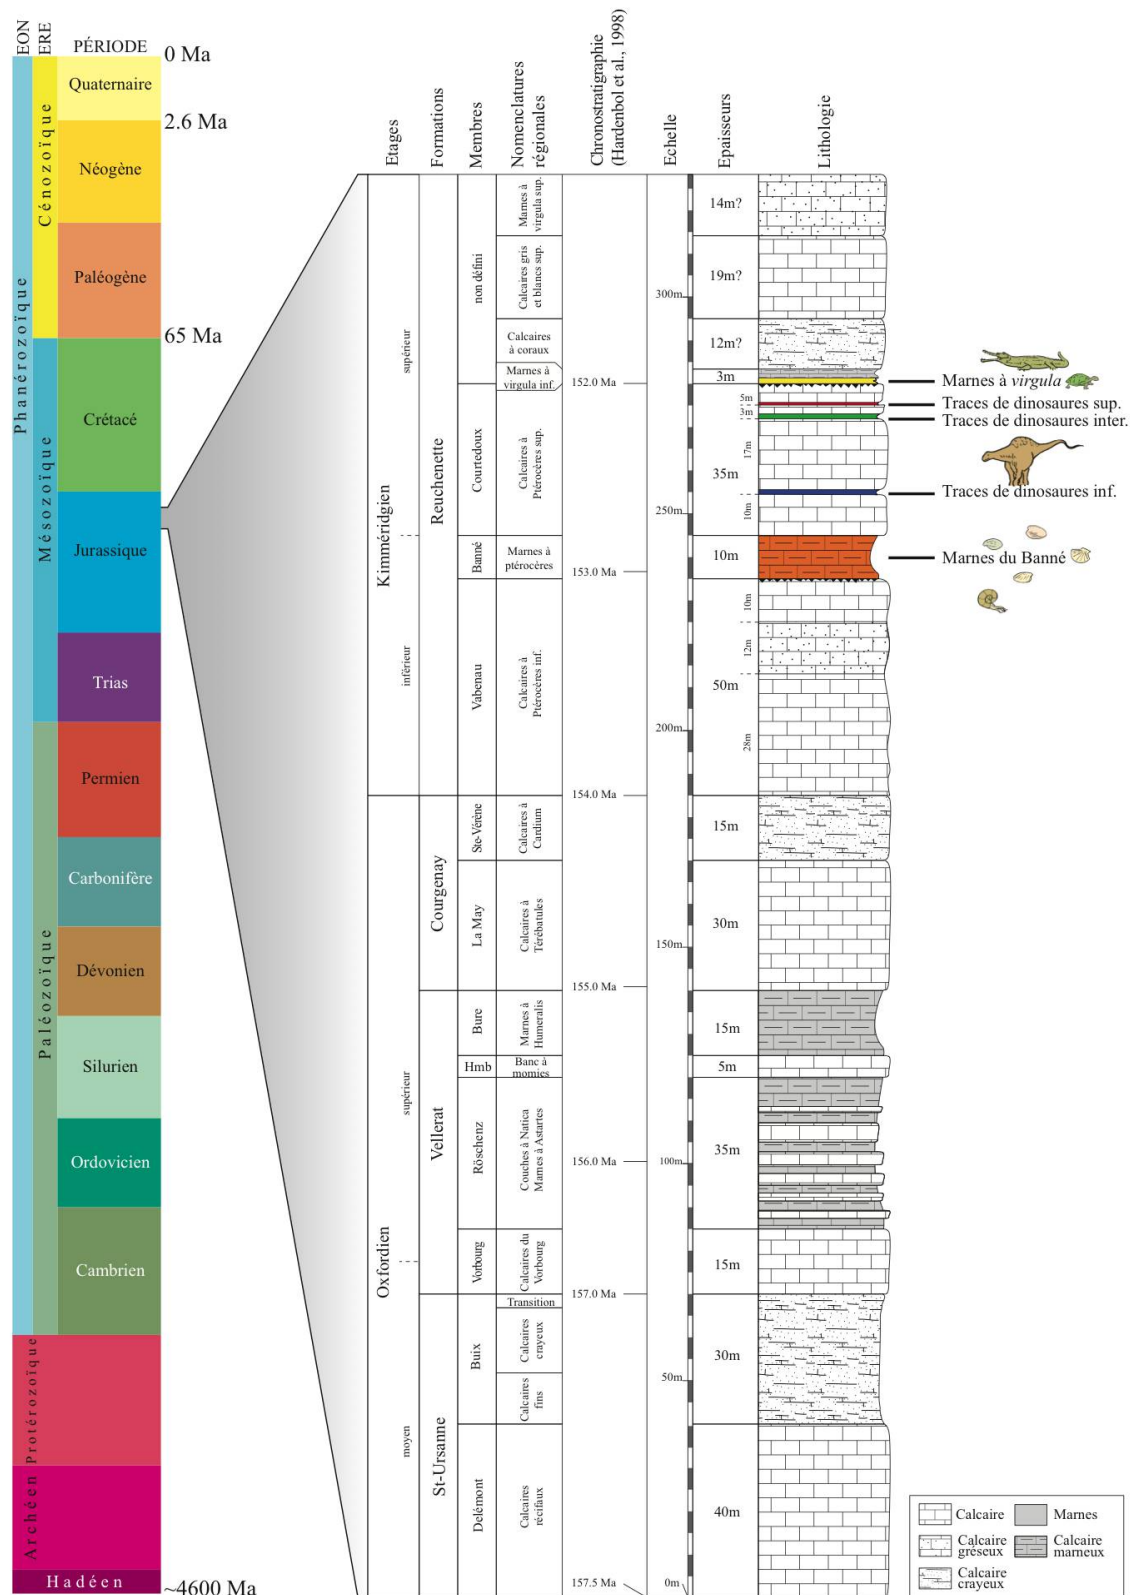 EON
ERE
PÉRIODE
0 Ma
Quaternaire
2.6 Ma
Néogène
Paléogène
65 Ma
Crétacé
Jurassique
Trias
Permien
Carbonifère
Dévonien
Silurien
Ordovicien
Cambrien
~4600 Ma
Phanérozoïque
Cénozoïque
Mésozoïque
Paléozoïque
Protérozoïque
Archéen
Hadéen
Etages
Formations
Membres
Nomenclatures
régionales
Chronostratigraphie
(Hardenbol et al., 1998)
Echelle
Epaisseurs
Lithologie
Kimméridgien
supérieur
inférieur
Oxfordien
supérieur
moyen
Reuchenette
Courgenay
Vellerat
St-Ursanne
non défini
Courtedoux
Banné
Vabenau
Ste-Vérène
La May
Bure
Hmb
Röschenz
Vorbourg
Buix
Delémont
Marnes à
virgula sup.
Calcaires gris
et blancs sup.
Calcaires
à coraux
Marnes à
virgula inf.
Calcaires à
Ptérocères sup.
Marnes à
ptérocères
Calcaires à
Ptérocères inf.
Calcaires à
Cardium
Calcaires à
Térébatules
Marnes à
Humeralis
Banc à
momies
Couches à Natica
Marnes à Astartes
Calcaires du
Vorbourg
Transition
Calcaires
crayeux
Calcaires
fins
Calcaires
récifaux
152.0 Ma
153.0 Ma
154.0 Ma
155.0 Ma
156.0 Ma
157.0 Ma
157.5 Ma
300m
250m
200m
150m
100m
50m
0m
14m?
19m?
12m?
3m
5m
3m
17m
35m
10m
10m
10m
12m
50m
28m
15m
30m
15m
5m
35m
15m
30m
40m
Marnes à virgula
Traces de dinosaures sup.
Traces de dinosaures inter.
Traces de dinosaures inf.
Marnes du Banné
Calcaire
Marnes
Calcaire
gréseux
Calcaire
marneux
Calcaire
crayeux